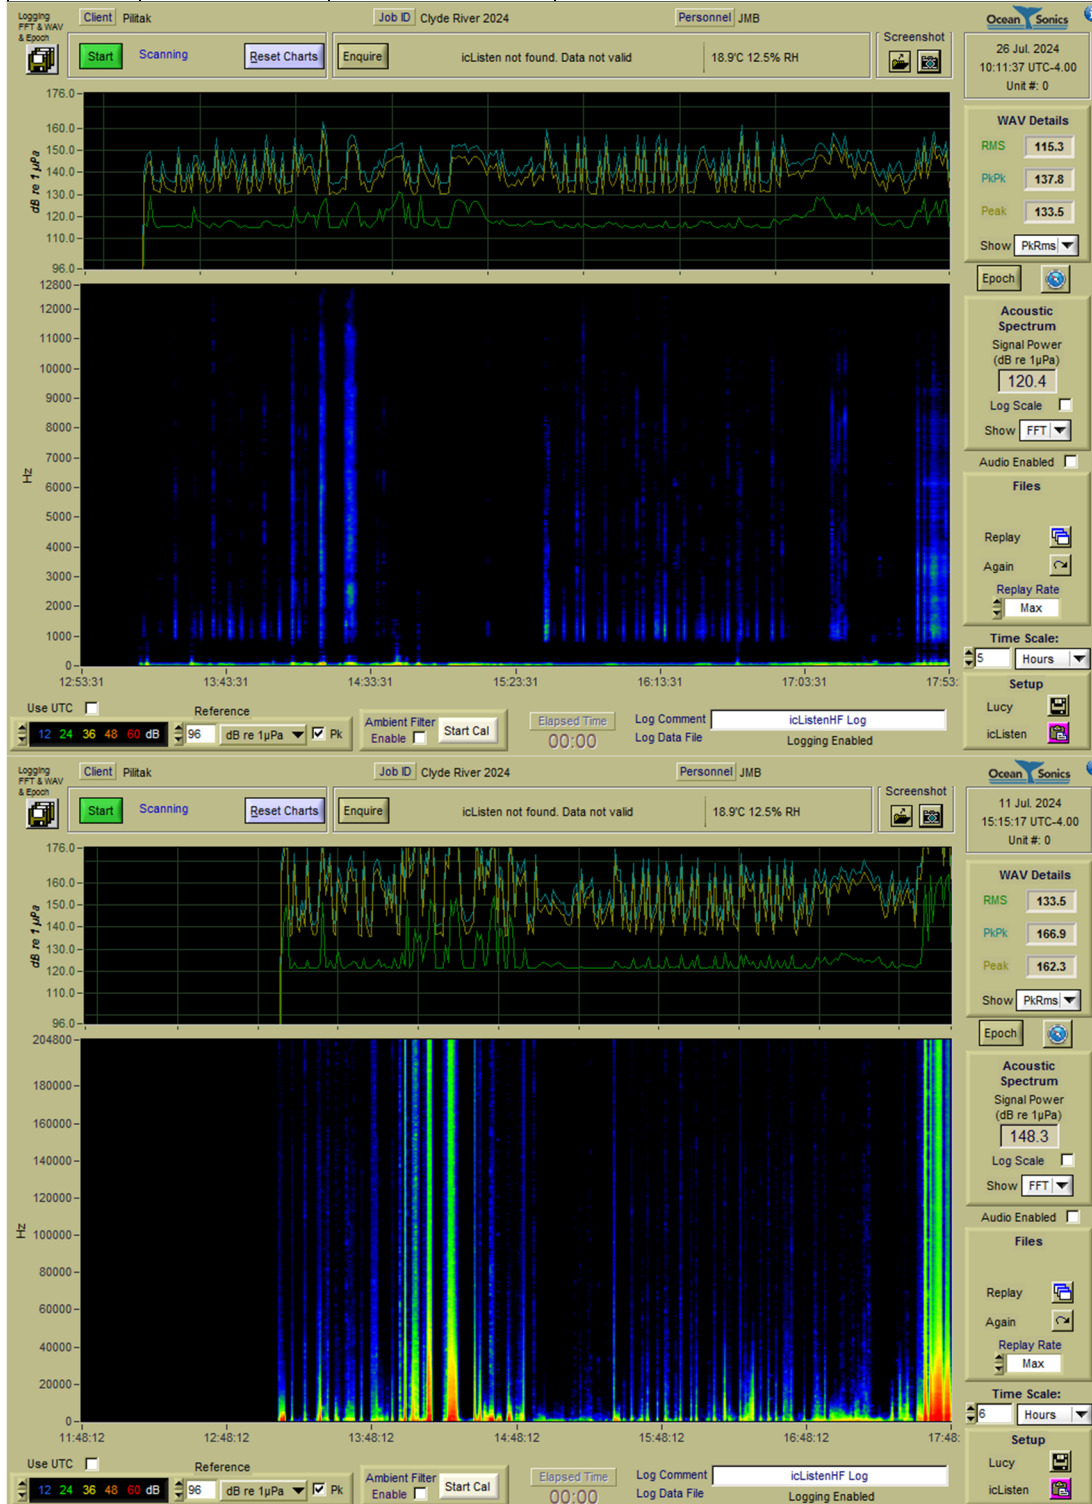 Logging
FFT & WAV
& Epoch
Client Pilitak Job ID Clyde River 2024 Personnel JMB
Ocean Sonics
Start Scanning Reset Charts Enquire icListen not found. Data not valid 18.9'C 12.5% RH
Screenshot
26 Jul. 2024
10:11:37 UTC-4.00
Unit #: 0
176.0
160.0
150.0
140.0
130.0
120.0
110.0
96.0
dB re 1 µPa
WAV Details
RMS 115.3
PkPk 137.8
Peak 133.5
Show PkRms
Epoch
12800
12000
11000
10000
9000
8000
7000
6000
5000
4000
3000
2000
1000
0
Hz
12:53:31 13:43:31 14:33:31 15:23:31 16:13:31 17:03:31 17:53:
Acoustic
Spectrum
Signal Power
(dB re 1µPa)
120.4
Log Scale
Show FFT
Audio Enabled
Files
Replay
Again
Replay Rate
Max
Time Scale:
5 Hours
Setup
Lucy
icListen
Use UTC
Reference
12 24 36 48 60 dB 96 dB re 1µPa Pk
Ambient Filter
Enable Start Cal
Elapsed Time
00:00
Log Comment icListenHF Log
Log Data File Logging Enabled
Logging
FFT & WAV
& Epoch
Client Pilitak Job ID Clyde River 2024 Personnel JMB
Ocean Sonics
Start Scanning Reset Charts Enquire icListen not found. Data not valid 18.9'C 12.5% RH
Screenshot
11 Jul. 2024
15:15:17 UTC-4.00
Unit #: 0
176.0
160.0
150.0
140.0
130.0
120.0
110.0
96.0
dB re 1 µPa
WAV Details
RMS 133.5
PkPk 166.9
Peak 162.3
Show PkRms
Epoch
204800
180000
160000
140000
120000
100000
80000
60000
40000
20000
0
Hz
11:48:12 12:48:12 13:48:12 14:48:12 15:48:12 16:48:12 17:48:
Acoustic
Spectrum
Signal Power
(dB re 1µPa)
148.3
Log Scale
Show FFT
Audio Enabled
Files
Replay
Again
Replay Rate
Max
Time Scale:
6 Hours
Setup
Lucy
icListen
Use UTC
Reference
12 24 36 48 60 dB 96 dB re 1µPa Pk
Ambient Filter
Enable Start Cal
Elapsed Time
00:00
Log Comment icListenHF Log
Log Data File Logging Enabled